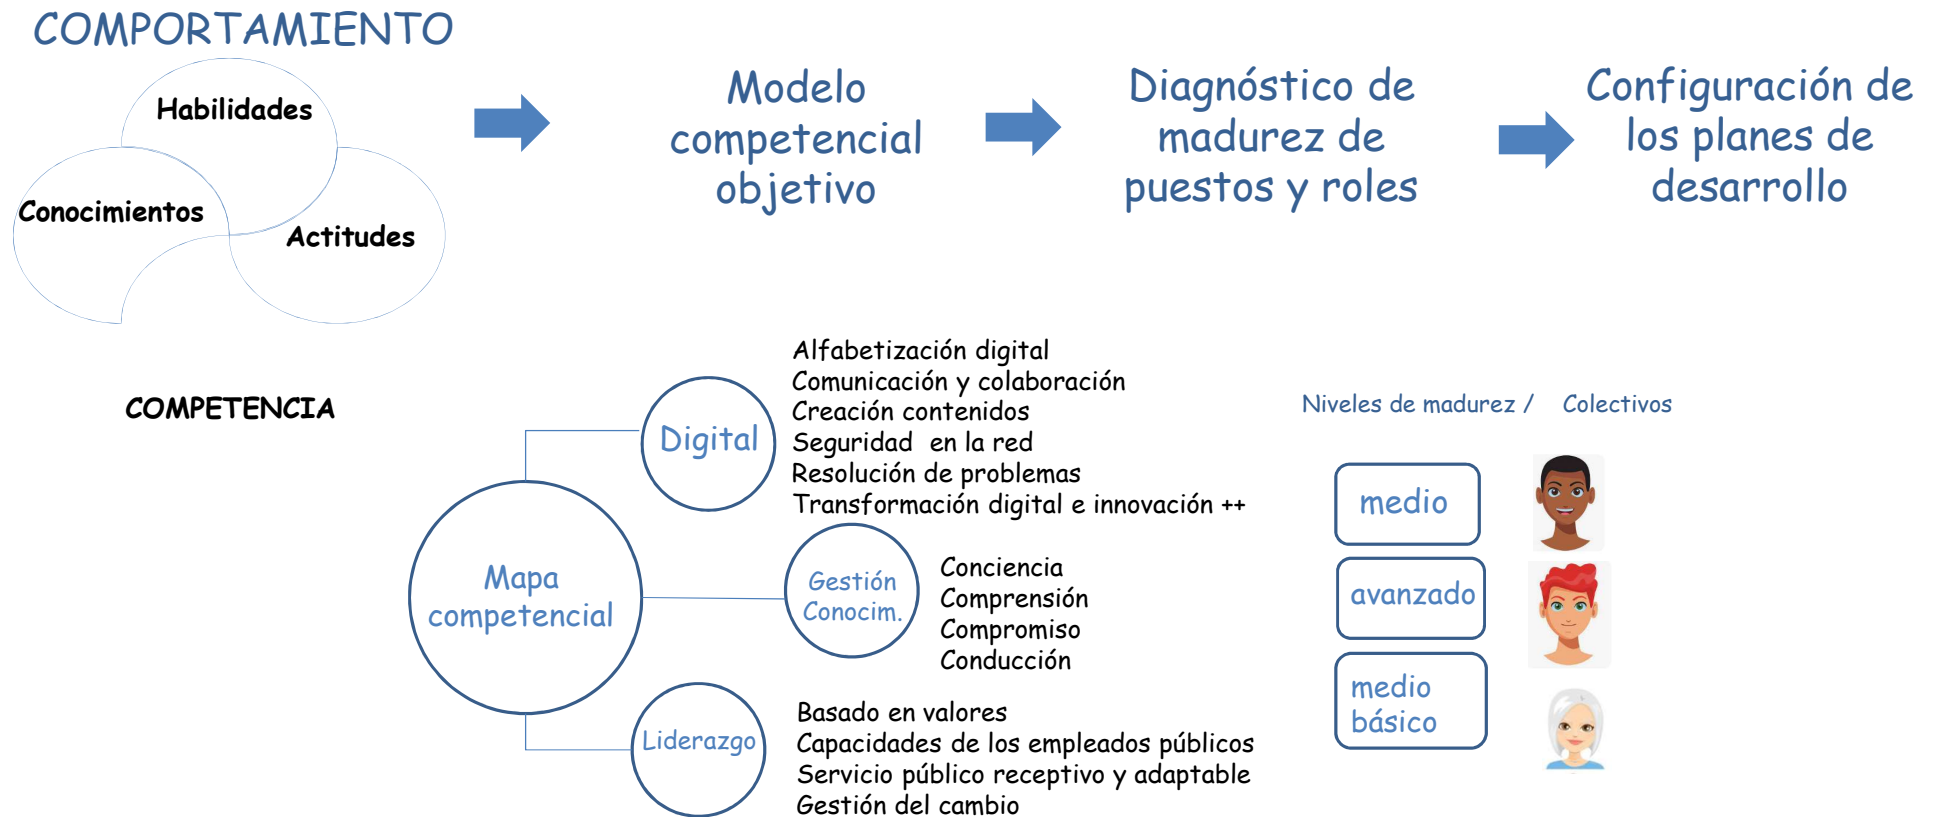 COMPORTAMIENTO
Habilidades
Conocimientos
Actitudes
COMPETENCIA
Modelo
competencial
objetivo
Diagnóstico de
madurez de
puestos y roles
Configuración de
los planes de
desarrollo
Mapa
competencial
Digital
Alfabetización digital
Comunicación y colaboración
Creación contenidos
Seguridad en la red
Resolución de problemas
Transformación digital e innovación ++
Gestión
Conocim.
Conciencia
Comprensión
Compromiso
Conducción
Liderazgo
Basado en valores
Capacidades de los empleados públicos
Servicio público receptivo y adaptable
Gestión del cambio
Niveles de madurez / Colectivos
medio
avanzado
medio
básico